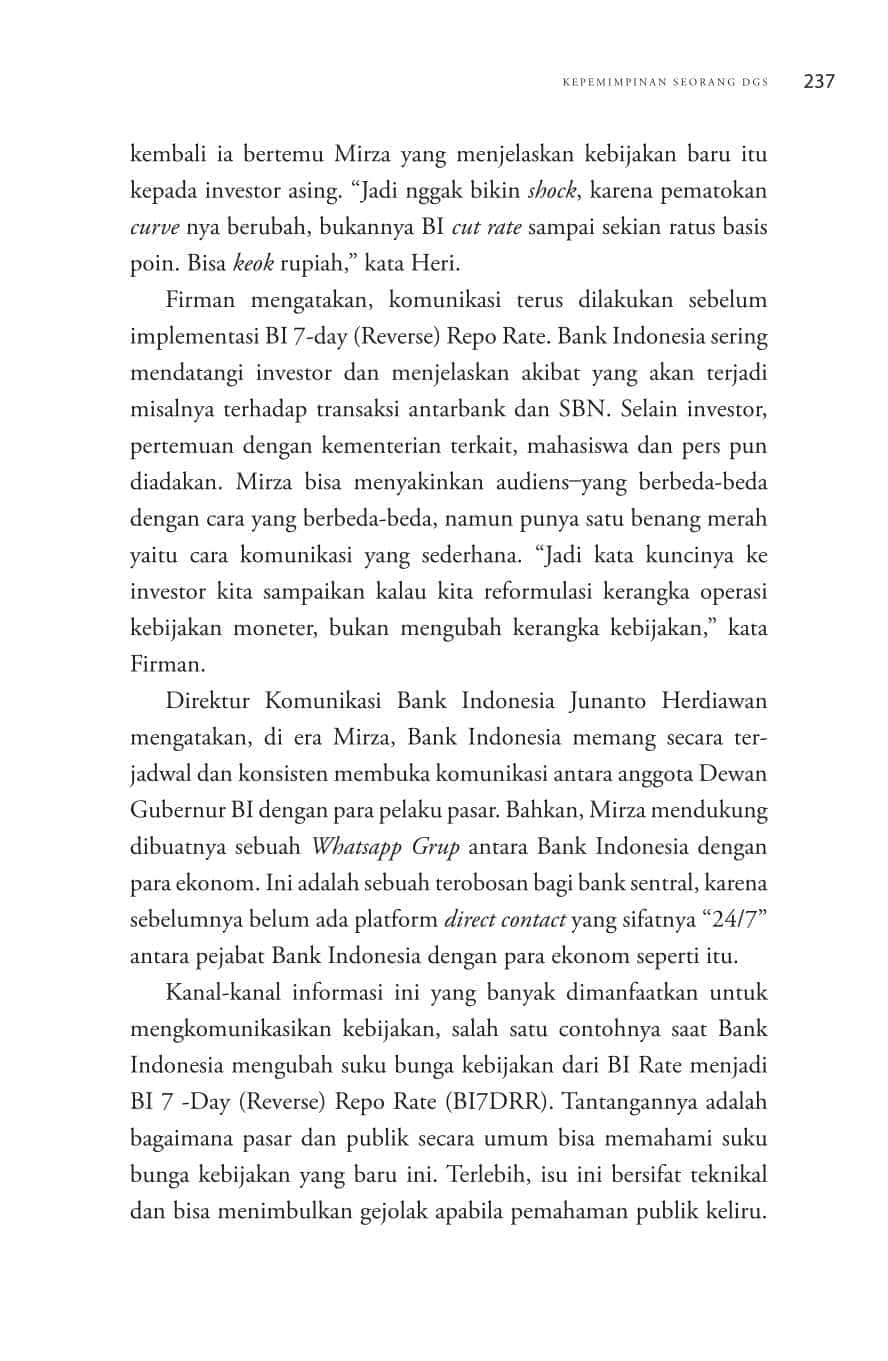 KEPEMIMPINAN SEORANG DGS 237
kembali ia bertemu Mirza yang menjelaskan kebijakan baru itu
kepada investor asing. “Jadi nggak bikin shock, karena pematokan
curve nya berubah, bukannya BI cut rate sampai sekian ratus basis
poin. Bisa keok rupiah,” kata Heri.
Firman mengatakan, komunikasi terus dilakukan sebelum
implementasi BI 7-day (Reverse) Repo Rate. Bank Indonesia sering
mendatangi investor dan menjelaskan akibat yang akan terjadi
misalnya terhadap transaksi antarbank dan SBN. Selain investor,
pertemuan dengan kementerian terkait, mahasiswa dan pers pun
diadakan. Mirza bisa menyakinkan audiens–yang berbeda-beda
dengan cara yang berbeda-beda, namun punya satu benang merah
yaitu cara komunikasi yang sederhana. “Jadi kata kuncinya ke
investor kita sampaikan kalau kita reformulasi kerangka operasi
kebijakan moneter, bukan mengubah kerangka kebijakan,” kata
Firman.
Direktur Komunikasi Bank Indonesia Junanto Herdiawan
mengatakan, di era Mirza, Bank Indonesia memang secara ter-
jadwal dan konsisten membuka komunikasi antara anggota Dewan
Gubernur BI dengan para pelaku pasar. Bahkan, Mirza mendukung
dibuatnya sebuah Whatsapp Grup antara Bank Indonesia dengan
para ekonom. Ini adalah sebuah terobosan bagi bank sentral, karena
sebelumnya belum ada platform direct contact yang sifatnya “24/7”
antara pejabat Bank Indonesia dengan para ekonom seperti itu.
Kanal-kanal informasi ini yang banyak dimanfaatkan untuk
mengkomunikasikan kebijakan, salah satu contohnya saat Bank
Indonesia mengubah suku bunga kebijakan dari BI Rate menjadi
BI 7 -Day (Reverse) Repo Rate (BI7DRR). Tantangannya adalah
bagaimana pasar dan publik secara umum bisa memahami suku
bunga kebijakan yang baru ini. Terlebih, isu ini bersifat teknikal
dan bisa menimbulkan gejolak apabila pemahaman publik keliru.